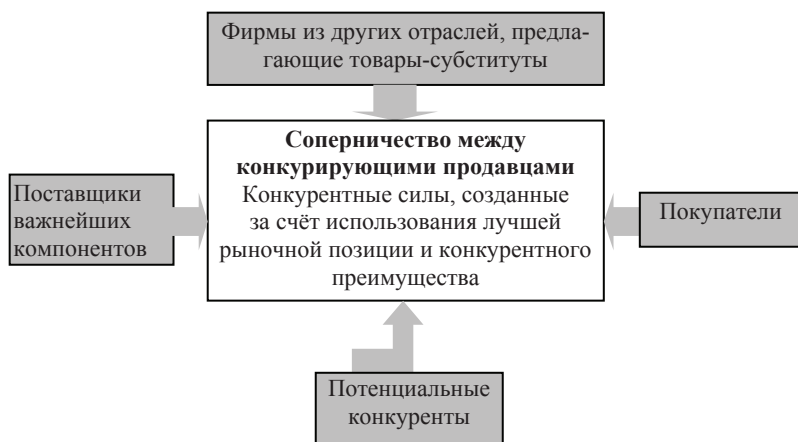 Фирмы из других отраслей, предла-
гающие товары-субституты
Соперничество между
конкурирующими продавцами
Конкурентные силы, созданные
за счёт использования лучшей
рыночной позиции и конкурентного
преимущества
Поставщики
важнейших
компонентов
Покупатели
Потенциальные
конкуренты